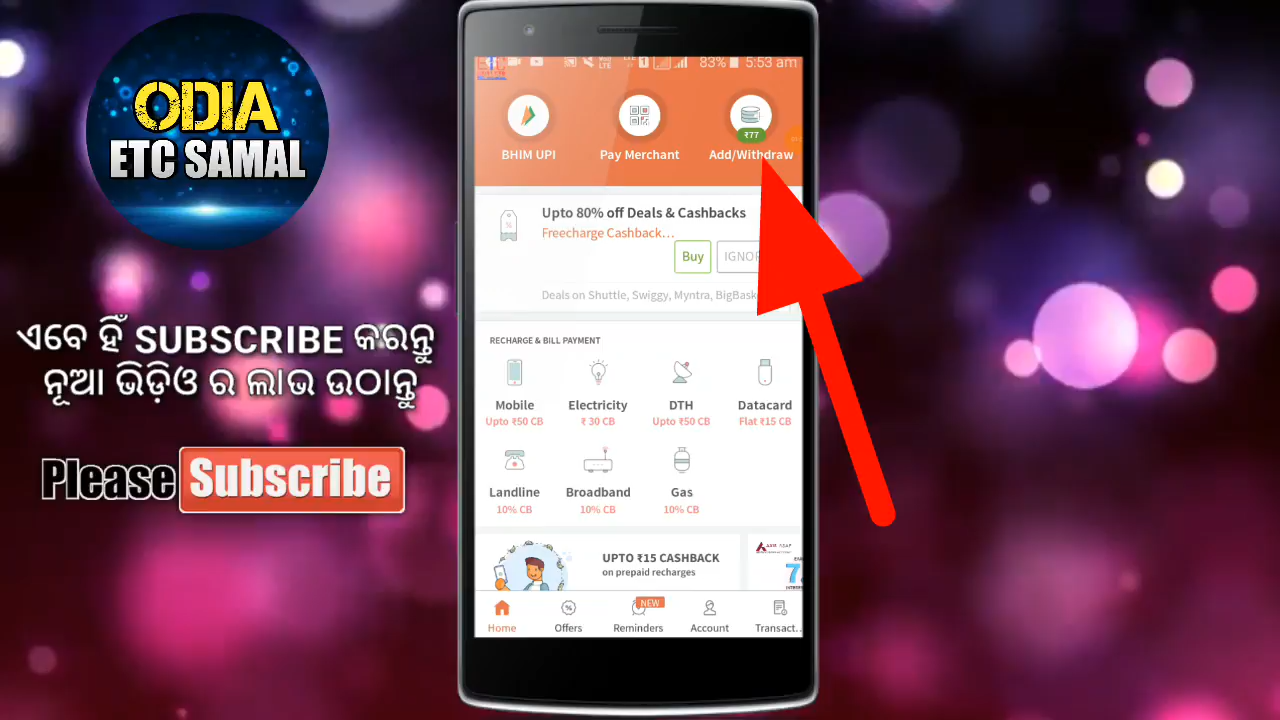 ODIA
ETC SAMAL
ଏବେ ହିଁ SUBSCRIBE କରନ୍ତୁ
ନୂଆ ଭିଡ଼ିଓ ର ଲାଭ ଉଠାନ୍ତୁ
Please Subscribe
83% 5:53 am
₹77
BHIM UPI Pay Merchant Add/Withdraw
Upto 80% off Deals & Cashbacks
Freecharge Cashback...
Buy
Deals on Shuttle, Swiggy, Myntra,
RECHARGE & BILL PAYMENT
Mobile Electricity DTH Datacard
Upto ₹50 CB ₹ 30 CB Upto ₹50 CB Flat ₹15 CB
Landline Broadband Gas
10% CB 10% CB 10% CB
UPTO ₹15 CASHBACK
on prepaid recharges
NEW
Home Offers Reminders Account Transact..